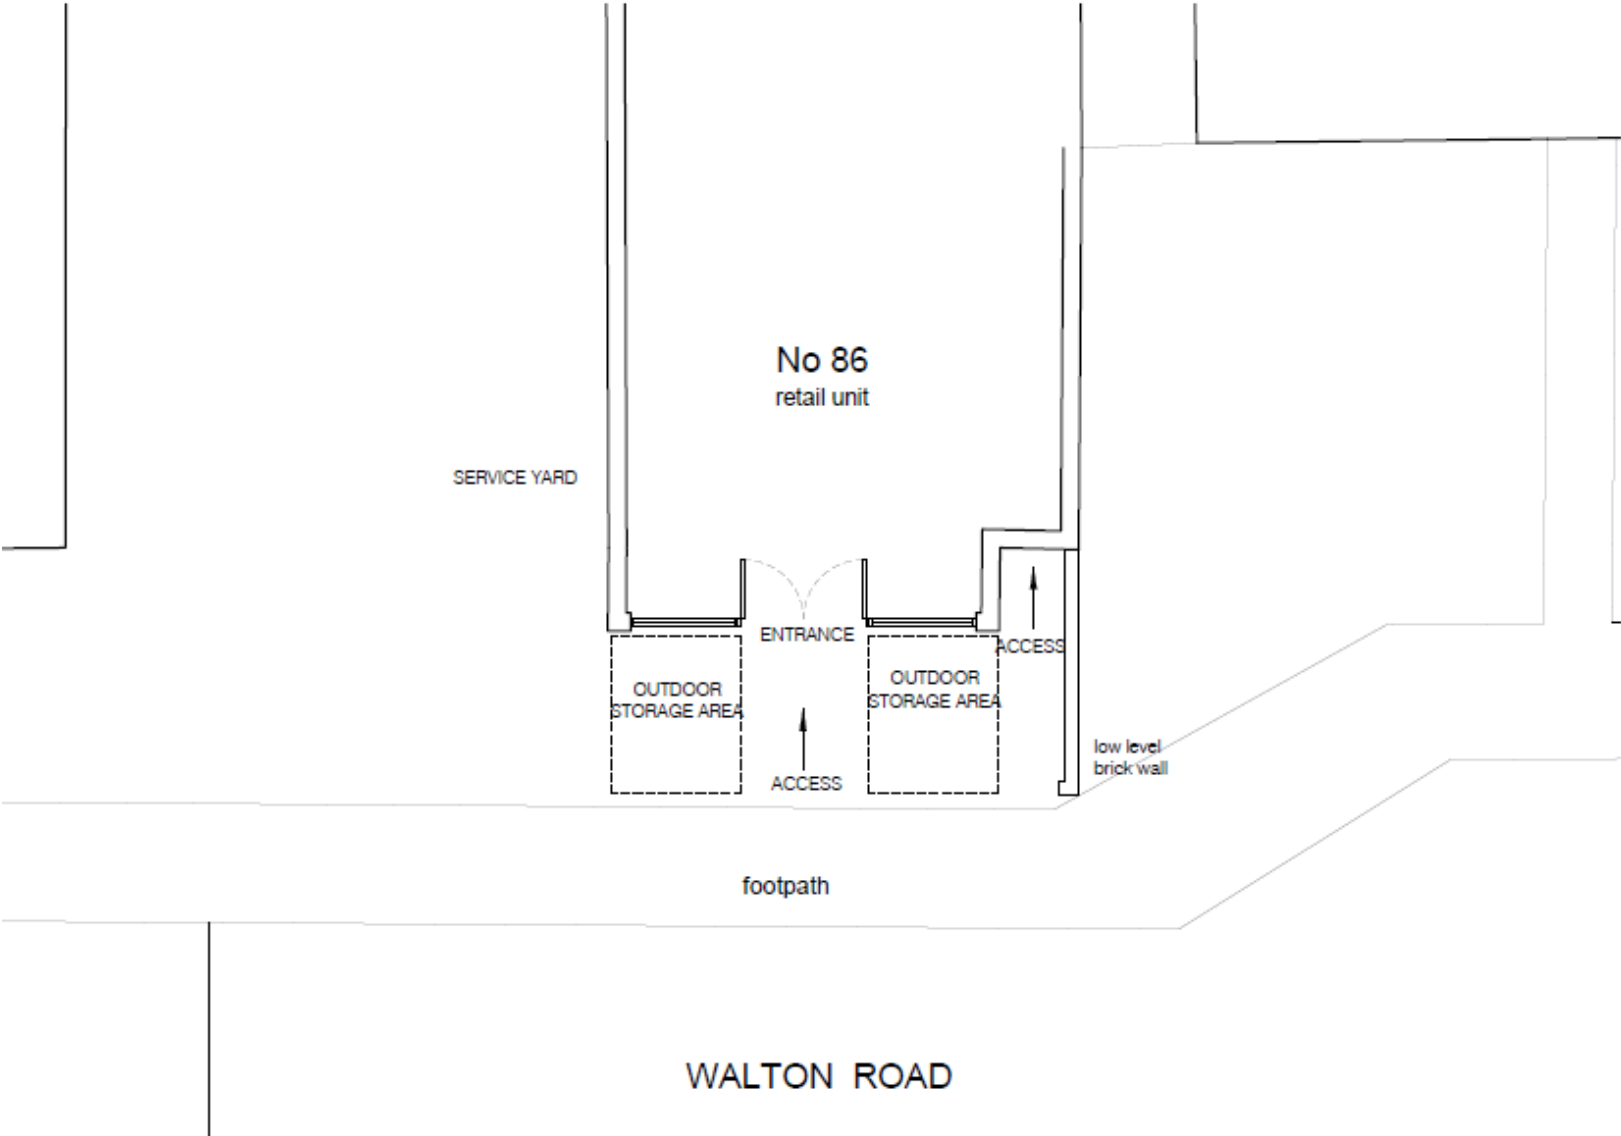 No 86
retail unit
SERVICE YARD
ENTRANCE
ACCESS
OUTDOOR
STORAGE AREA
OUTDOOR
STORAGE AREA
low level
brick wall
ACCESS
footpath
WALTON ROAD